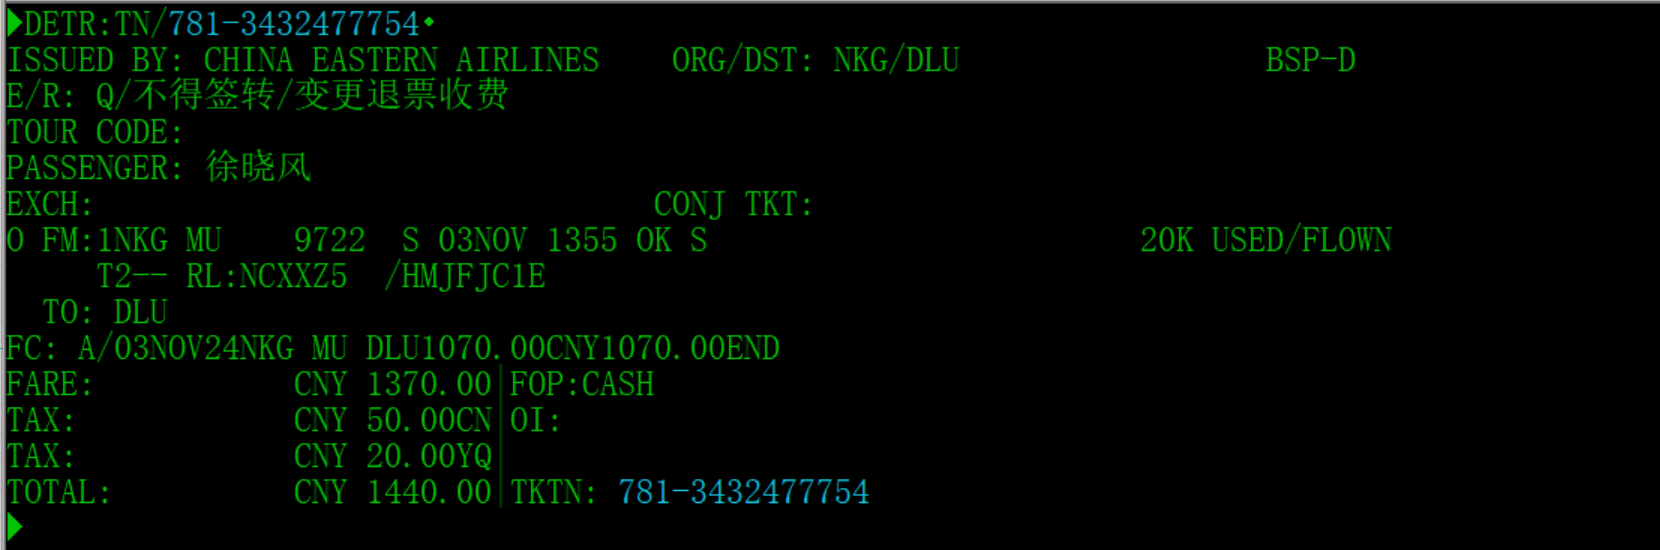 ▶DETR:TN/781-3432477754•
ISSUED BY: CHINA EASTERN AIRLINES    ORG/DST: NKG/DLU    BSP-D
E/R: Q/不得签转/变更退票收费
TOUR CODE:
PASSENGER: 徐晓风
EXCH:    CONJ TKT:
O FM:1NKG MU    9722  S 03NOV 1355 OK S    20K USED/FLOWN
T2-- RL:NCXXZ5  /HMJFJC1E
TO: DLU
FC: A/03NOV24NKG MU DLU1070.00CNY1070.00END
FARE:    CNY 1370.00 FOP:CASH
TAX:    CNY 50.00CN OI:
TAX:    CNY 20.00YQ
TOTAL:    CNY 1440.00 TKTN: 781-3432477754
▶